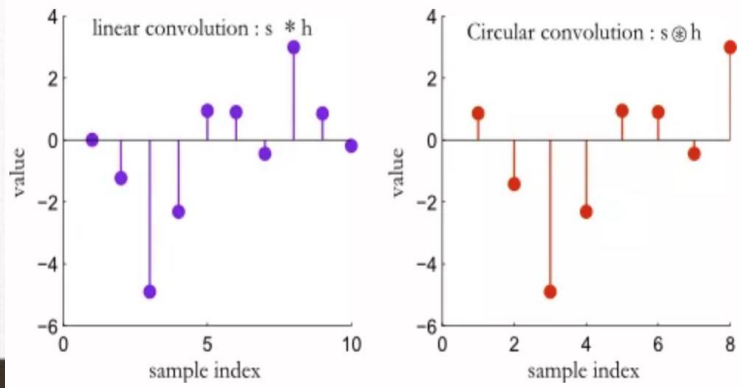 linear convolution : s * h
4
2
0
−2
−4
−6
value
0 5 10
sample index
Circular convolution : s ⊛ h
4
2
0
−2
−4
−6
value
0 2 4 6 8
sample index